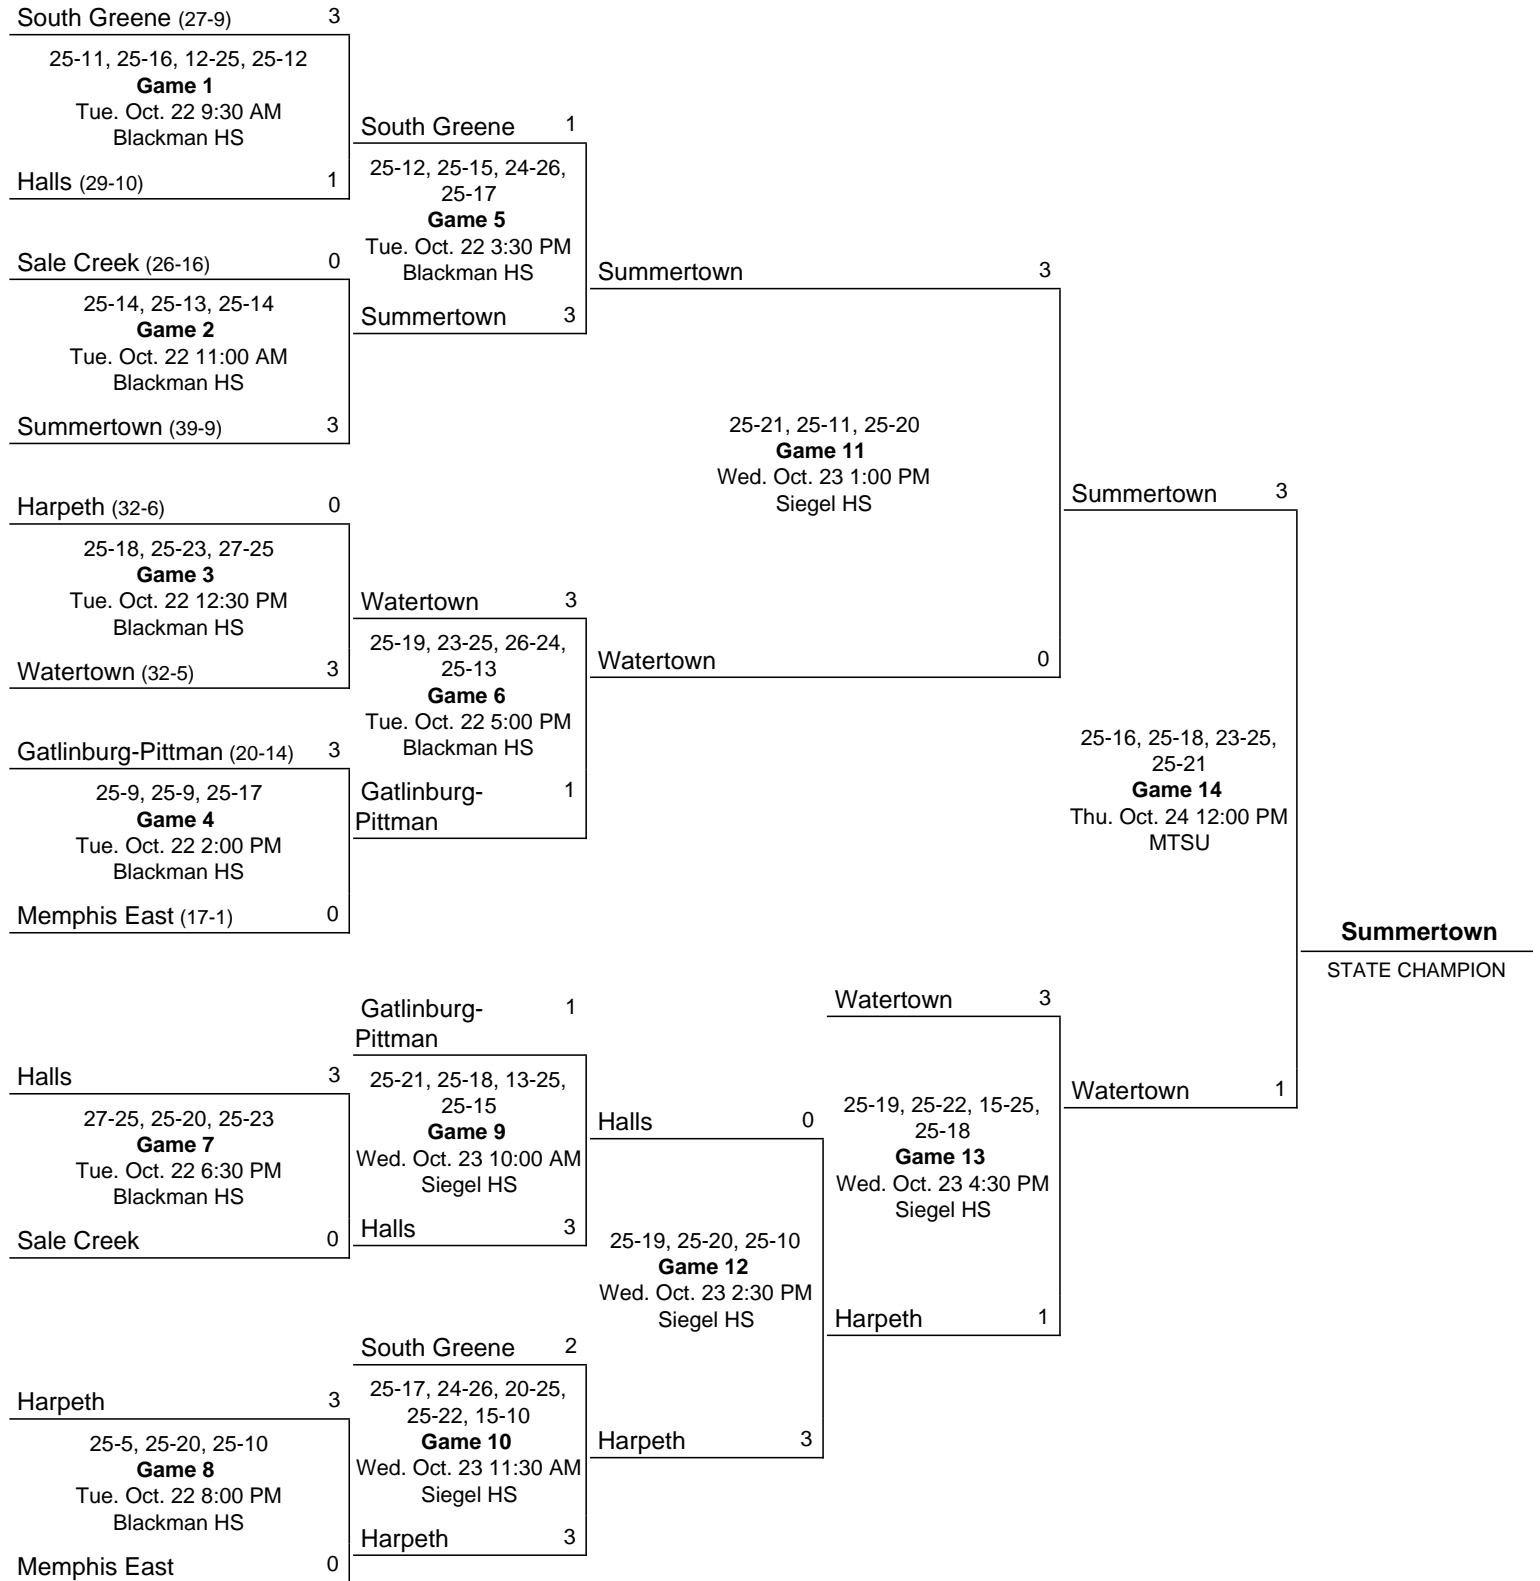 South Greene (27-9) 3
25-11, 25-16, 12-25, 25-12
Game 1
Tue. Oct. 22 9:30 AM
Blackman HS
Halls (29-10) 1
Sale Creek (26-16) 0
25-14, 25-13, 25-14
Game 2
Tue. Oct. 22 11:00 AM
Blackman HS
Summertown (39-9) 3
Harpeth (32-6) 0
25-18, 25-23, 27-25
Game 3
Tue. Oct. 22 12:30 PM
Blackman HS
Watertown (32-5) 3
Gatlinburg-Pittman (20-14) 3
25-9, 25-9, 25-17
Game 4
Tue. Oct. 22 2:00 PM
Blackman HS
Memphis East (17-1) 0
South Greene 1
25-12, 25-15, 24-26,
25-17
Game 5
Tue. Oct. 22 3:30 PM
Blackman HS
Summertown 3
Watertown 3
25-19, 23-25, 26-24,
25-13
Game 6
Tue. Oct. 22 5:00 PM
Blackman HS
Gatlinburg- 1
Pittman
Summertown 3
25-21, 25-11, 25-20
Game 11
Wed. Oct. 23 1:00 PM
Siegel HS
Watertown 0
Halls 3
27-25, 25-20, 25-23
Game 7
Tue. Oct. 22 6:30 PM
Blackman HS
Sale Creek 0
Harpeth 3
25-5, 25-20, 25-10
Game 8
Tue. Oct. 22 8:00 PM
Blackman HS
Memphis East 0
Gatlinburg- 1
Pittman
25-21, 25-18, 13-25,
25-15
Game 9
Wed. Oct. 23 10:00 AM
Siegel HS
Halls 3
South Greene 2
25-17, 24-26, 20-25,
25-22, 15-10
Game 10
Wed. Oct. 23 11:30 AM
Siegel HS
Harpeth 3
Halls 0
25-19, 25-20, 25-10
Game 12
Wed. Oct. 23 2:30 PM
Siegel HS
Harpeth 3
Watertown 3
25-19, 25-22, 15-25,
25-18
Game 13
Wed. Oct. 23 4:30 PM
Siegel HS
Harpeth 1
Summertown 3
25-16, 25-18, 23-25,
25-21
Game 14
Thu. Oct. 24 12:00 PM
MTSU
Watertown 1
Summertown
STATE CHAMPION